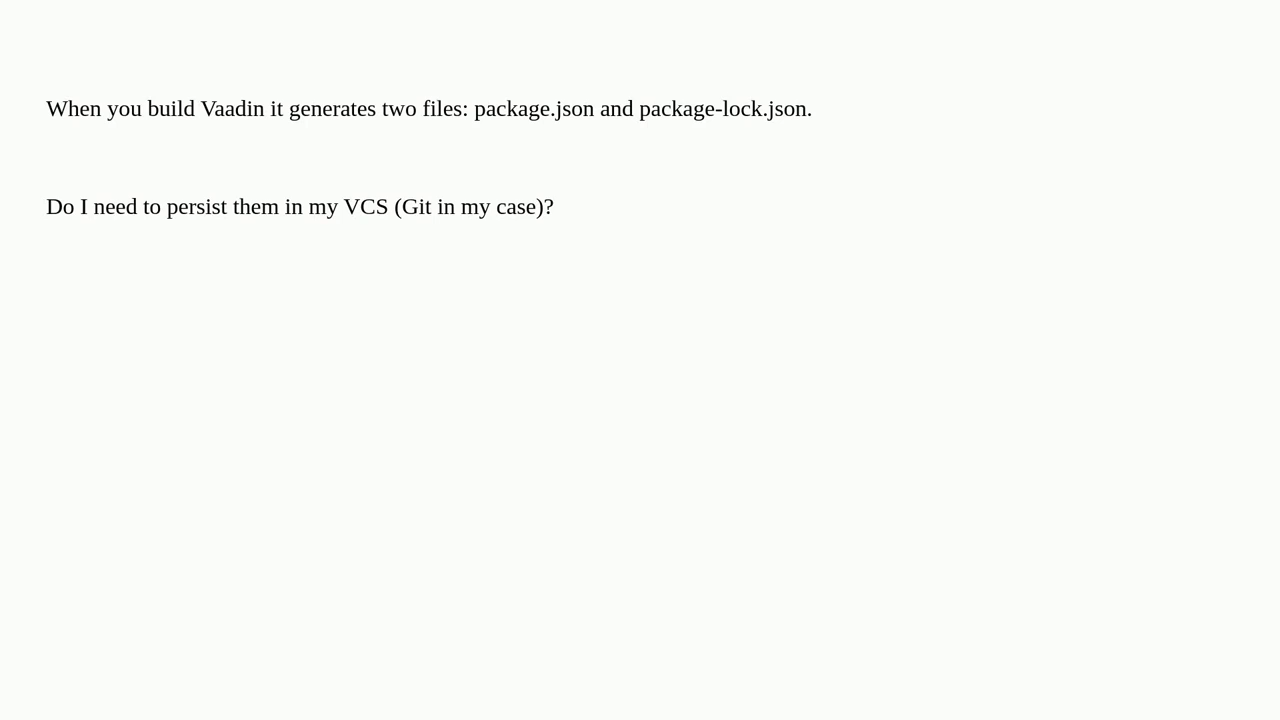 When you build Vaadin it generates two files: package.json and package-lock.json.
Do I need to persist them in my VCS (Git in my case)?